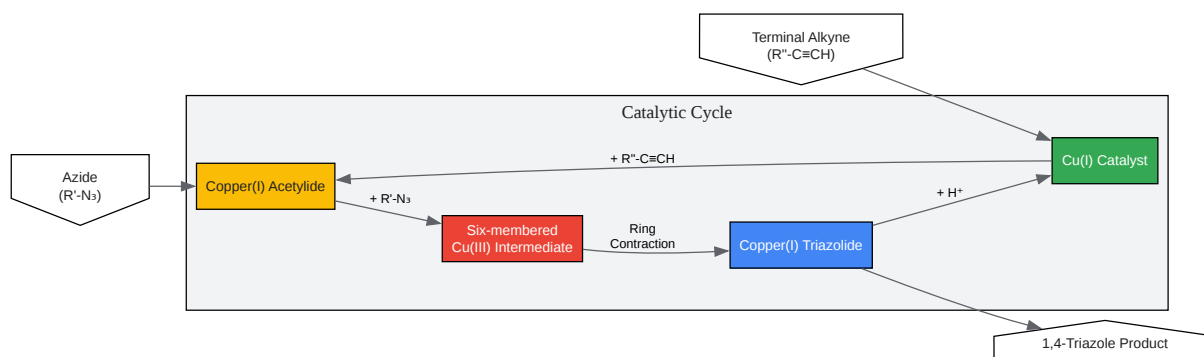 Terminal Alkyne
(R"-C≡CH)
Catalytic Cycle
Azide
(R'-N₃)
Copper(I) Acetylide
+ R"-C≡CH
Cu(I) Catalyst
+ R'-N₃
+ H⁺
Six-membered
Cu(III) Intermediate
Ring
Contraction
Copper(I) Triazolide
1,4-Triazole Product